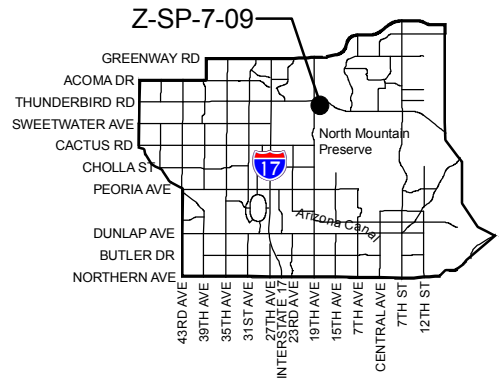 Z-SP-7-09
GREENWAY RD
ACOMA DR
THUNDERBIRD RD
SWEETWATER AVE
CACTUS RD
CHOLLA ST
PEORIA AVE
DUNLAP AVE
BUTLER DR
NORTHERN AVE
North Mountain
Preserve
17
Arizona Canal
43RD AVE
39TH AVE
35TH AVE
31ST AVE
27TH AVE
INTERSTATE 17
23RD AVE
19TH AVE
15TH AVE
7TH AVE
CENTRAL AVE
7TH ST
12TH ST